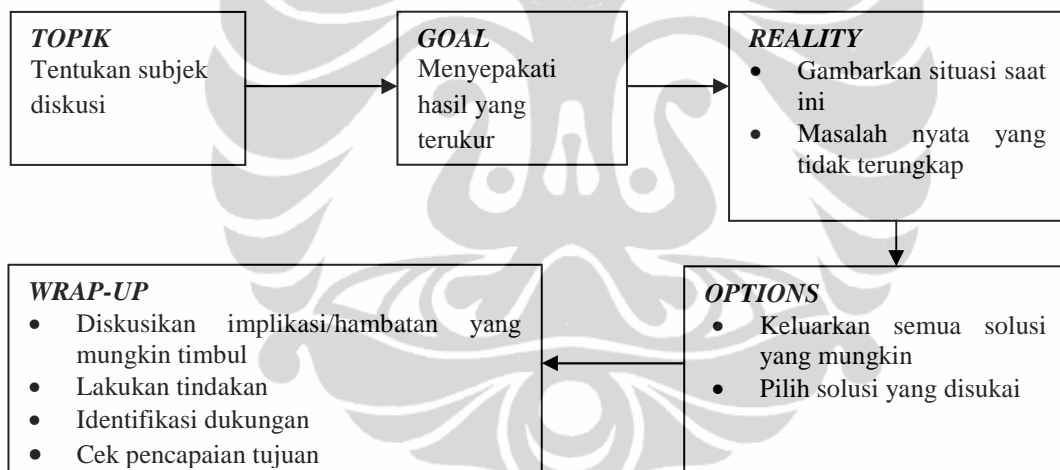 TOPIK
Tentukan subjek
diskusi
GOAL
Menyepakati
hasil yang
terukur
REALITY
• Gambarkan situasi saat
ini
• Masalah nyata yang
tidak terungkap
OPTIONS
• Keluarkan semua solusi
yang mungkin
• Pilih solusi yang disukai
WRAP-UP
• Diskusikan implikasi/hambatan yang
mungkin timbul
• Lakukan tindakan
• Identifikasi dukungan
• Cek pencapaian tujuan